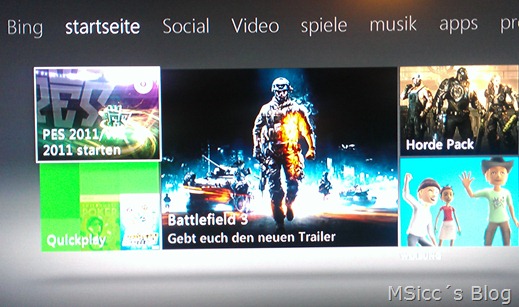 Bing startseite Social Video spiele musik apps
PES 2011
2011 starten
Battlefield 3
Gebt euch den neuen Trailer
Horde Pack
Quickplay
MSicc´s Blog